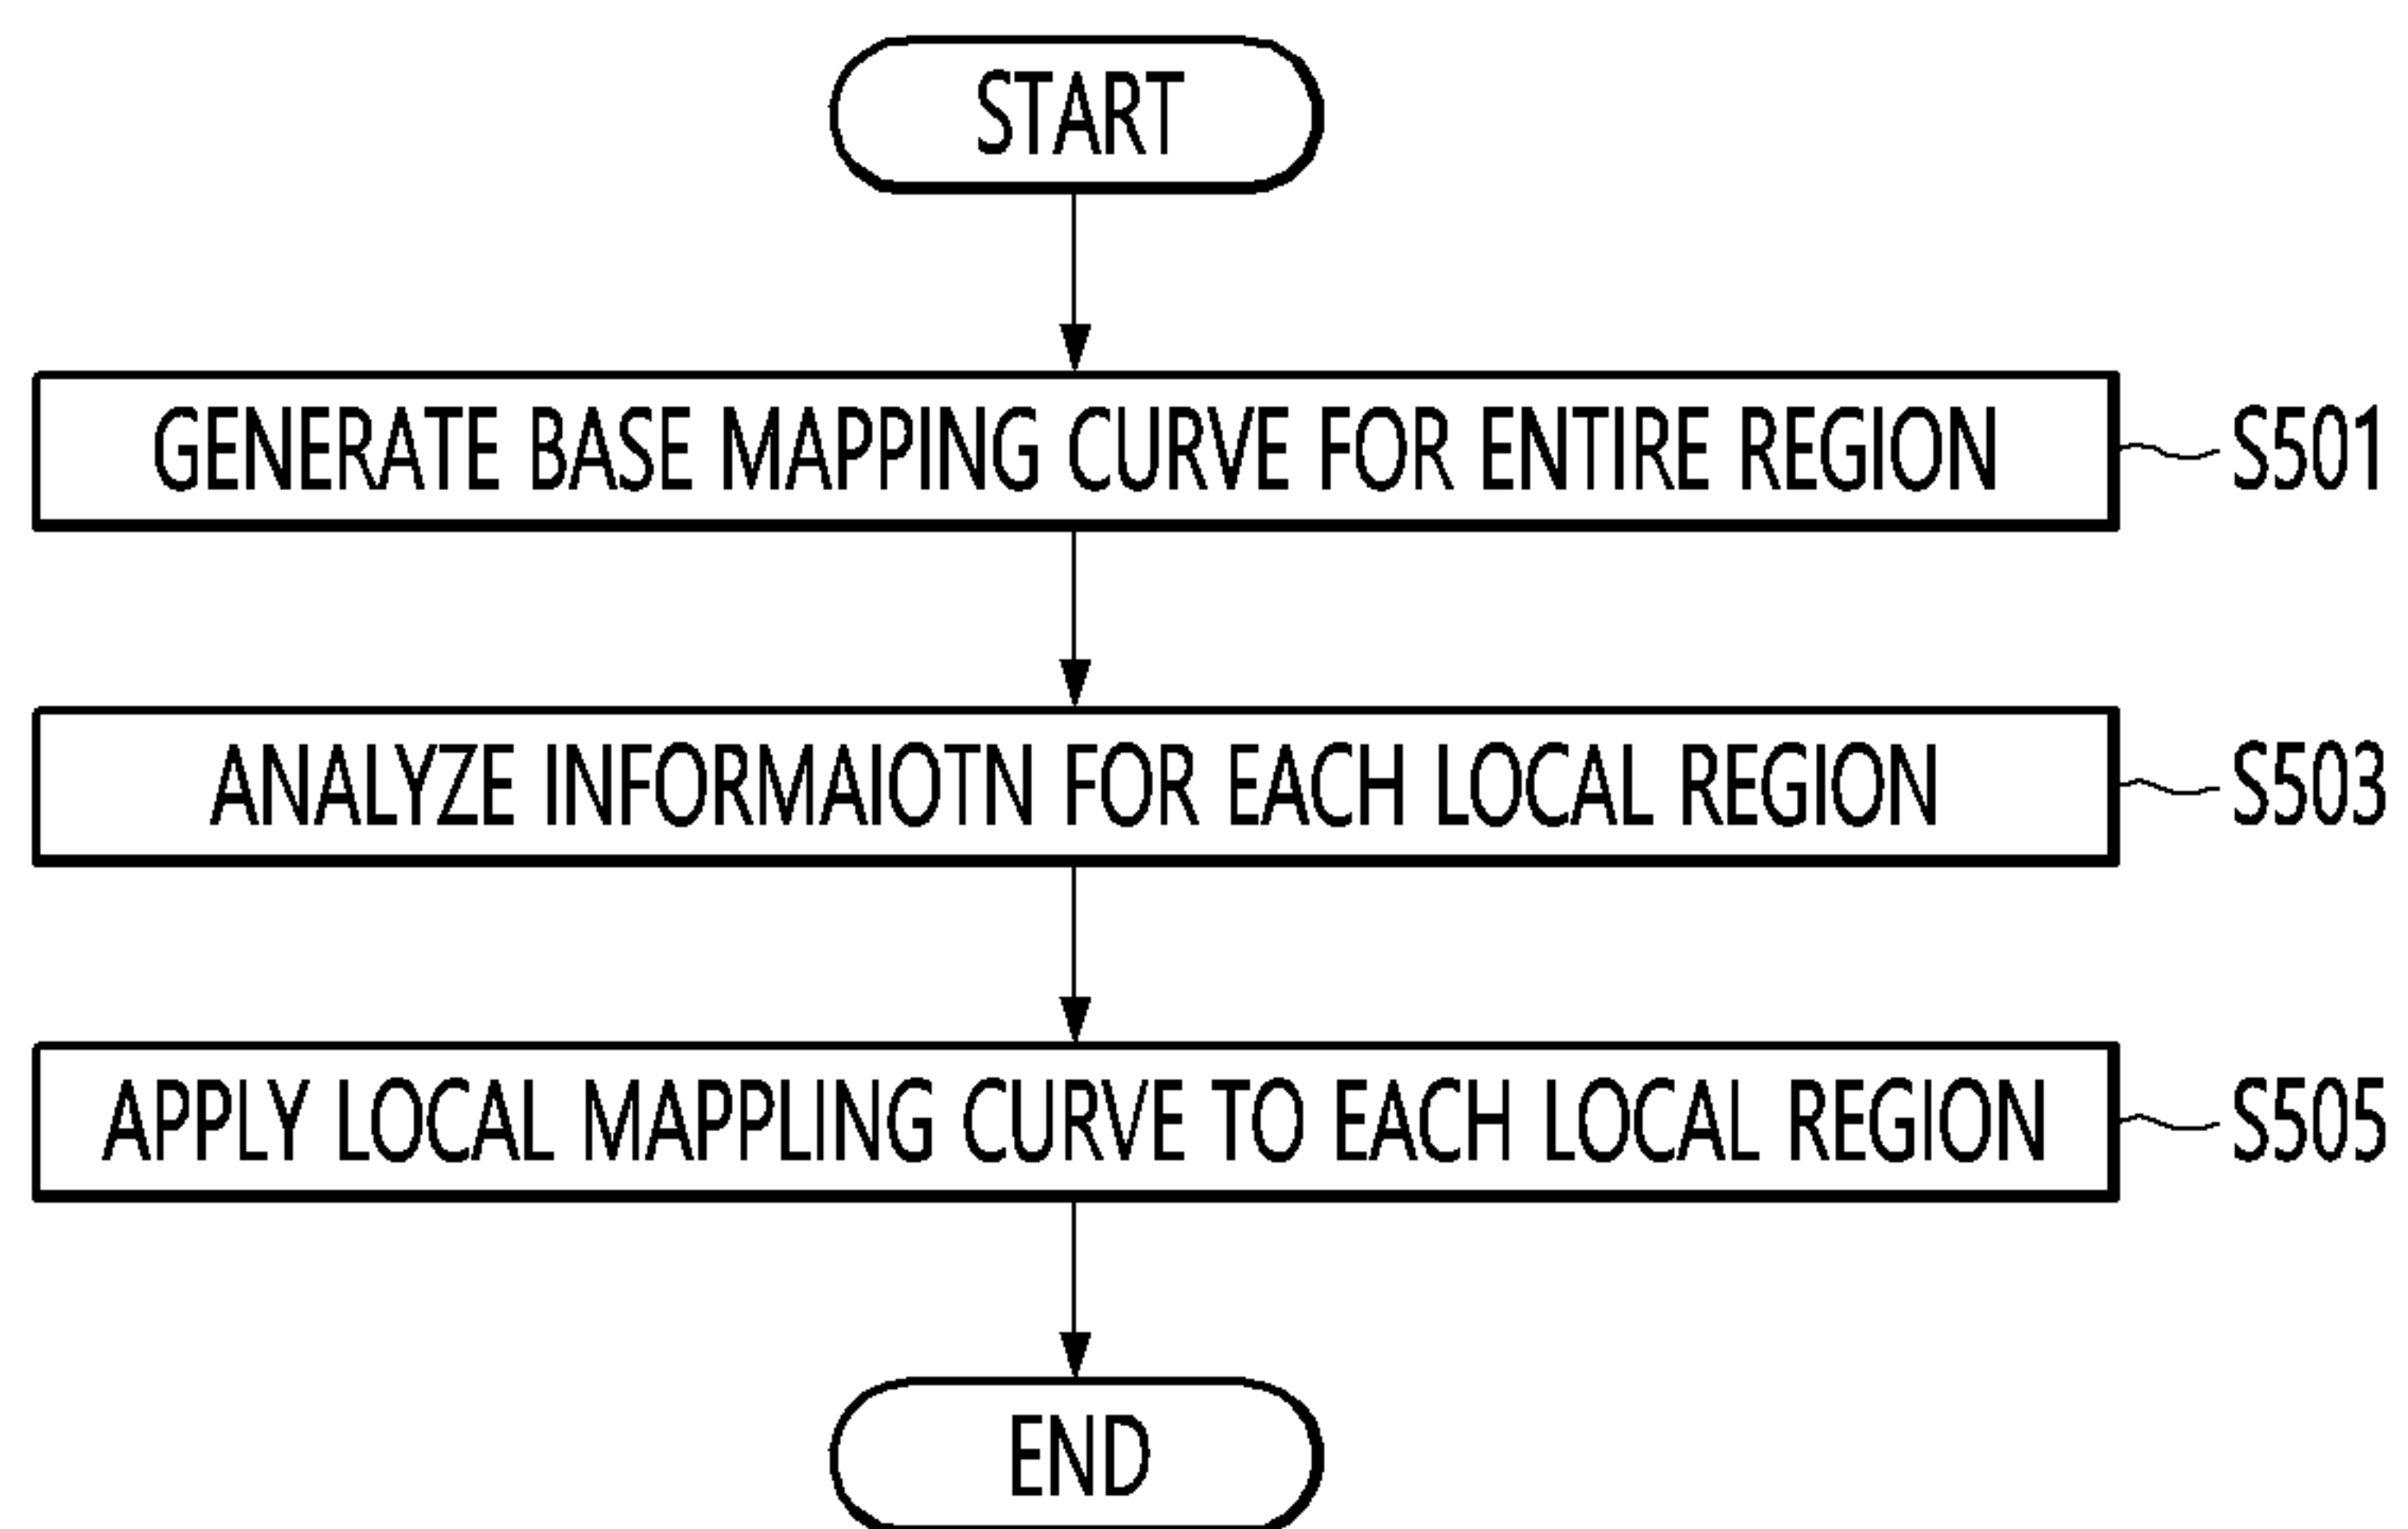 START
GENERATE BASE MAPPING CURVE FOR ENTIRE REGION
S501
ANALYZE INFORMAIOTN FOR EACH LOCAL REGION
S503
APPLY LOCAL MAPPLING CURVE TO EACH LOCAL REGION
S505
END